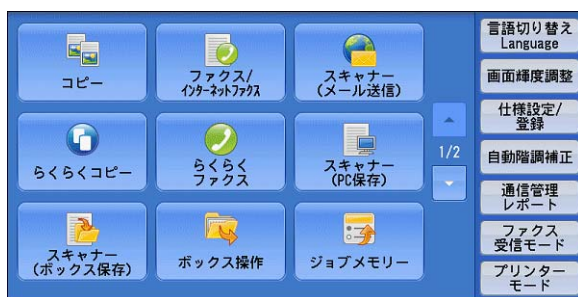 コピー
ファクス/
インターネットファクス
スキャナー
(メール送信)
らくらくコピー
らくらく
ファクス
スキャナー
(PC保存)
スキャナー
(ボックス保存)
ボックス操作
ジョブメモリー
1/2
言語切り替え
Language
画面輝度調整
仕様設定/
登録
自動階調補正
通信管理
レポート
ファクス
受信モード
プリンター
モード